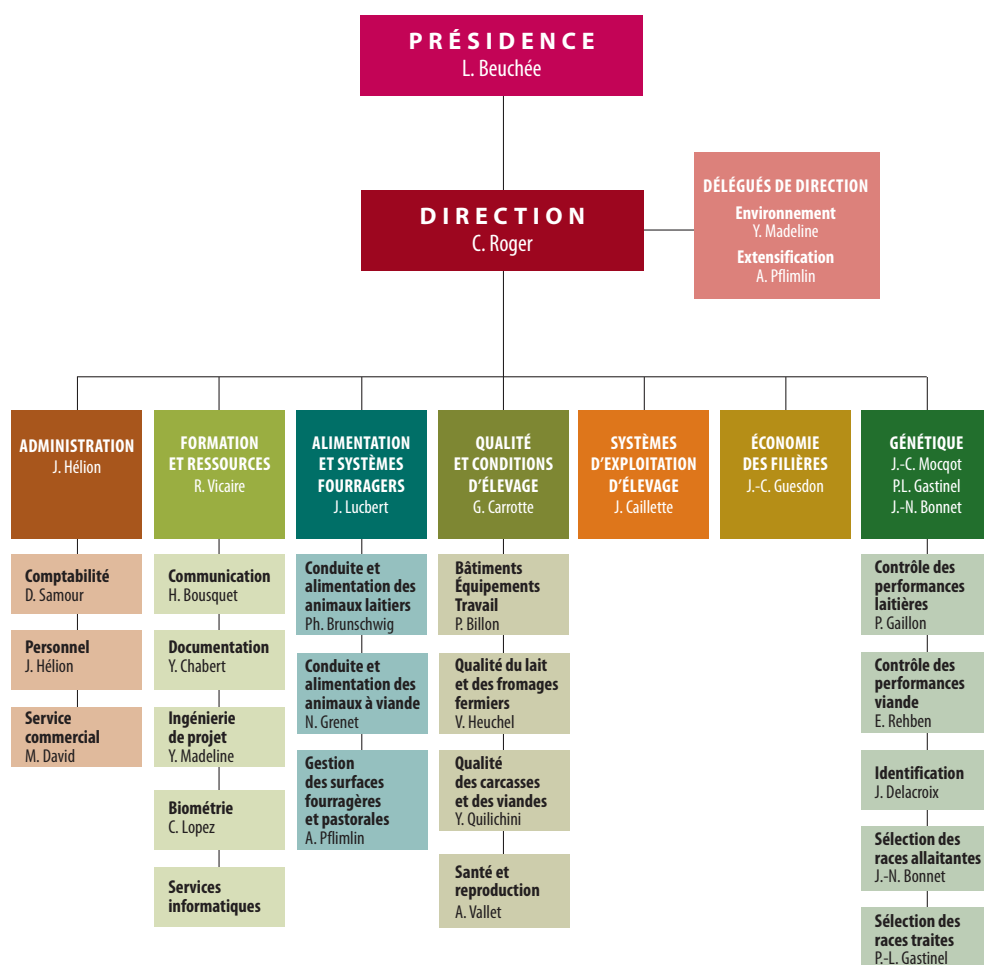 PRÉSIDENCE
L. Beuchée
DÉLÉGUÉS DE DIRECTION
Environnement
Y. Madeline
Extensification
A. Pflimlin
DIRECTION
C. Roger
ADMINISTRATION
J. Hélion
FORMATION
ET RESSOURCES
R. Vicaire
ALIMENTATION
ET SYSTÈMES
FOURRAGERS
J. Lucbert
QUALITÉ
ET CONDITIONS
D'ÉLEVAGE
G. Carrotte
SYSTÈMES
D'EXPLOITATION
D'ÉLEVAGE
J. Caillette
ÉCONOMIE
DES FILIÈRES
J.-C. Guesdon
GÉNÉTIQUE
J.-C. Mocqot
P.L. Gastinel
J.-N. Bonnet
Comptabilité
D. Samour
Personnel
J. Hélion
Service
commercial
M. David
Communication
H. Bousquet
Documentation
Y. Chabert
Ingénierie
de projet
Y. Madeline
Biométrie
C. Lopez
Services
informatiques
Conduite et
alimentation des
animaux laitiers
Ph. Brunschwig
Conduite et
alimentation des
animaux à viande
N. Grenet
Gestion
des surfaces
fourragères
et pastorales
A. Pflimlin
Bâtiments
Équipements
Travail
P. Billon
Qualité du lait
et des fromages
fermiers
V. Heuchel
Qualité
des carcasses
et des viandes
Y. Quilichini
Santé et
reproduction
A. Vallet
Contrôle des
performances
laitières
P. Gaillon
Contrôle des
performances
viande
E. Rehben
Identification
J. Delacroix
Sélection des
races allaitantes
J.-N. Bonnet
Sélection des
races traites
P.-L. Gastinel